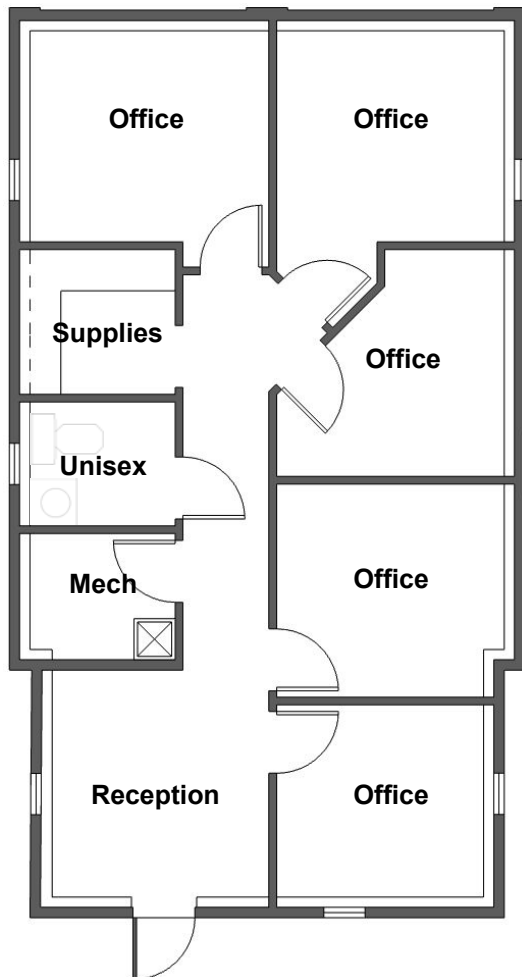 Office
Office
Supplies
Office
Unisex
Office
Mech
Reception
Office